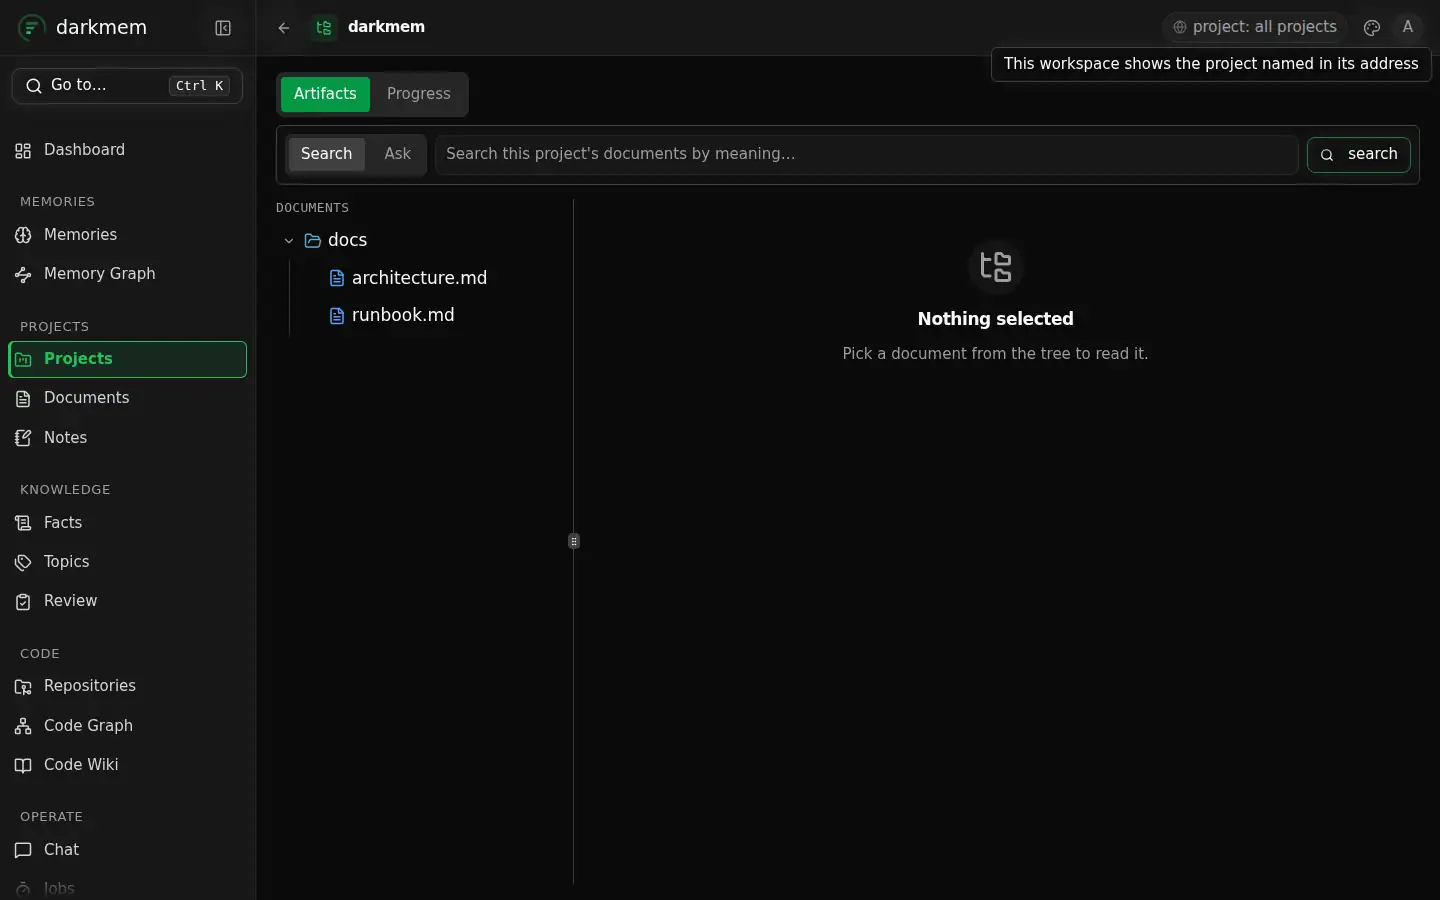 darkmem
darkmem
project: all projects
A
This workspace shows the project named in its address
Go to...
Ctrl K
Artifacts
Progress
Search
Ask
Search this project's documents by meaning...
search
Dashboard
MEMORIES
Memories
Memory Graph
PROJECTS
Projects
Documents
Notes
KNOWLEDGE
Facts
Topics
Review
CODE
Repositories
Code Graph
Code Wiki
OPERATE
Chat
Jobs
DOCUMENTS
docs
architecture.md
runbook.md
Nothing selected
Pick a document from the tree to read it.